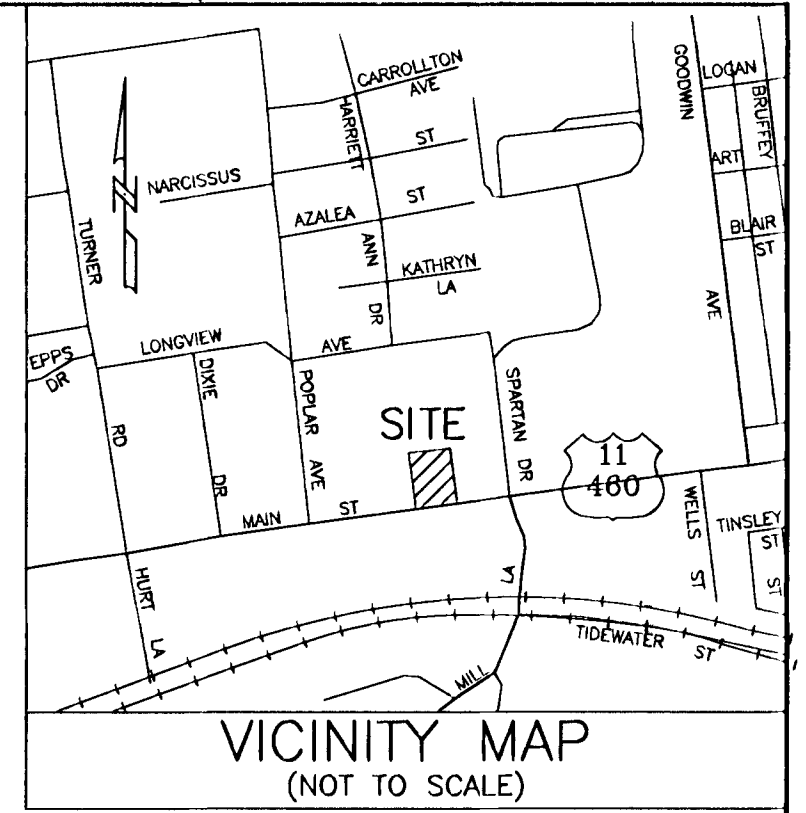 CARROLLTON
AVE
HARRIETT
ST
NARCISSUS
AZALEA
ST
ANN
DR
KATHRYN
LA
GOODWIN
AVE
LOGAN
BRUFFEY
ART
BLAIR
ST
TURNER
RD
N
EPPS
DR
LONGVIEW
AVE
DIXIE
DR
POPLAR
AVE
SITE
SPARTAN
DR
11
460
MAIN
ST
WELLS
ST
TINSLEY
ST
ST
HURT
LA
LA
MILL
TIDEWATER
ST
VICINITY MAP
(NOT TO SCALE)